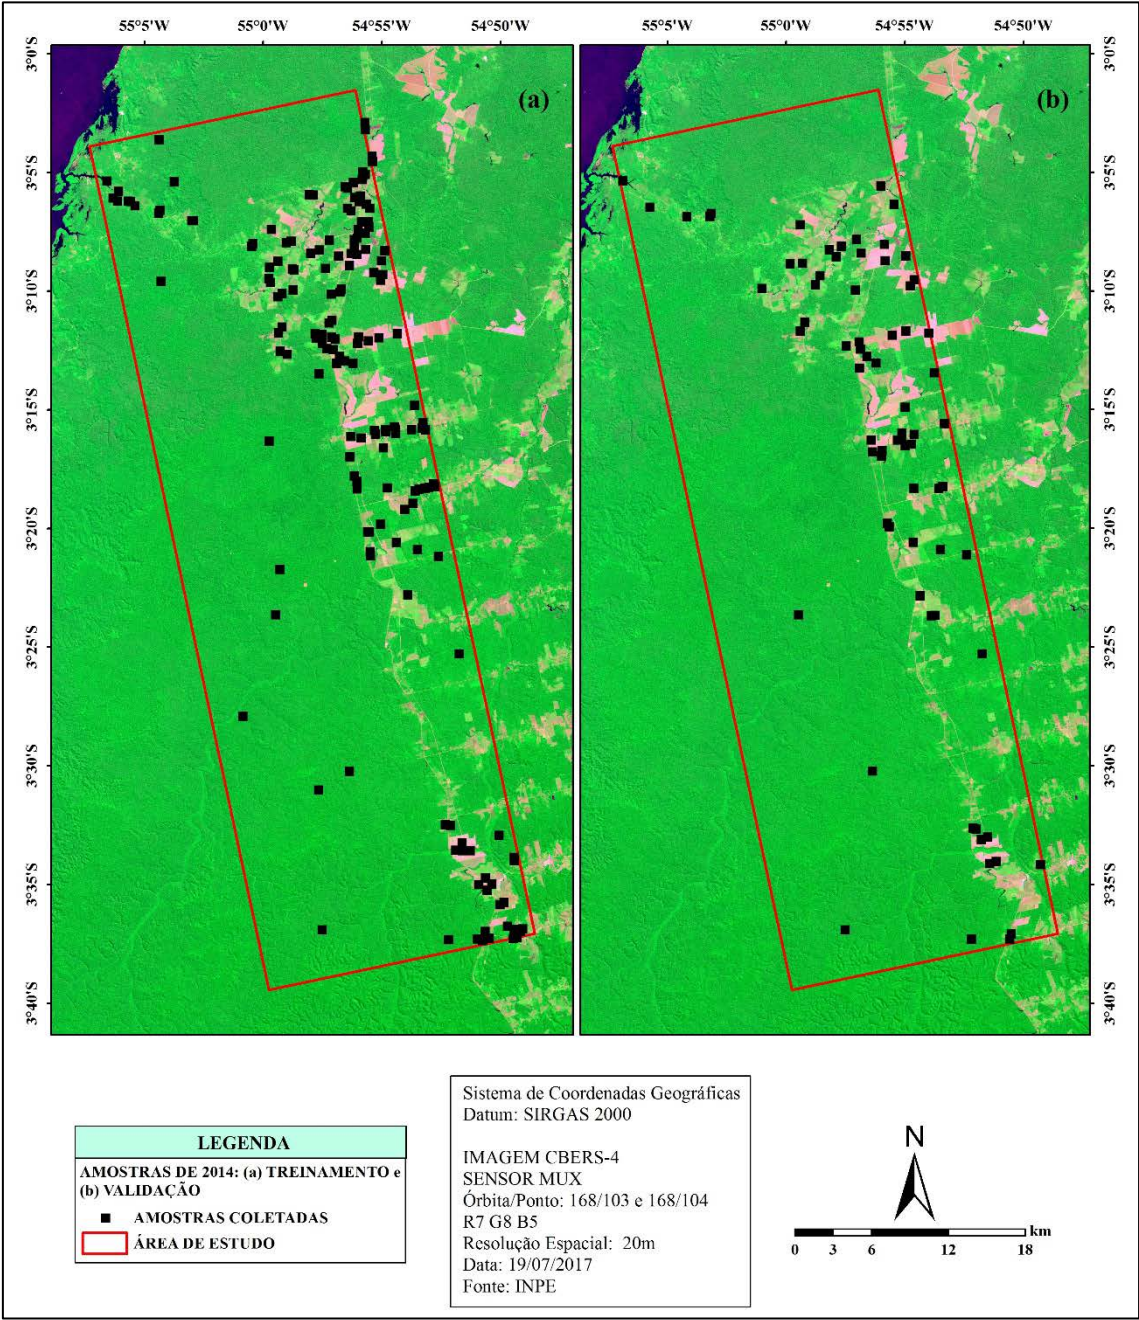 55°5'W 55°0'W 54°55'W 54°50'W 55°5'W 55°0'W 54°55'W 54°50'W
3°0'S
3°5'S
3°10'S
3°15'S
3°20'S
3°25'S
3°30'S
3°35'S
3°40'S
(a)
(b)
3°0'S
3°5'S
3°10'S
3°15'S
3°20'S
3°25'S
3°30'S
3°35'S
3°40'S
LEGENDA
AMOSTRAS DE 2014: (a) TREINAMENTO e
(b) VALIDAÇÃO
AMOSTRAS COLETADAS
ÁREA DE ESTUDO
Sistema de Coordenadas Geográficas
Datum: SIRGAS 2000
IMAGEM CBERS-4
SENSOR MUX
Órbita/Ponto: 168/103 e 168/104
R7 G8 B5
Resolução Espacial: 20m
Data: 19/07/2017
Fonte: INPE
N
km
0 3 6 12 18